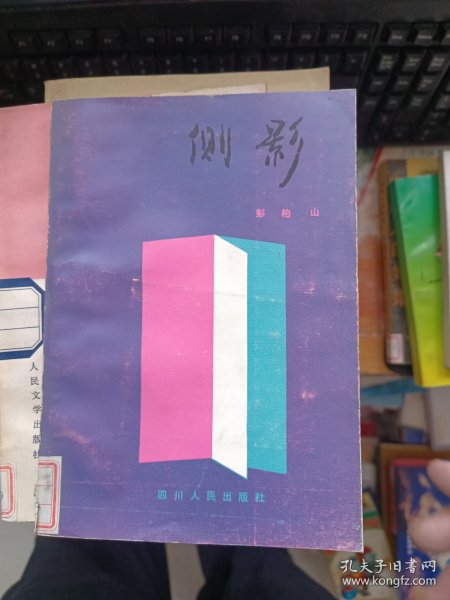 侧影
彭柏山
四川人民出版社
人民文学出版社
孔夫子旧书网
www.kongfz.com